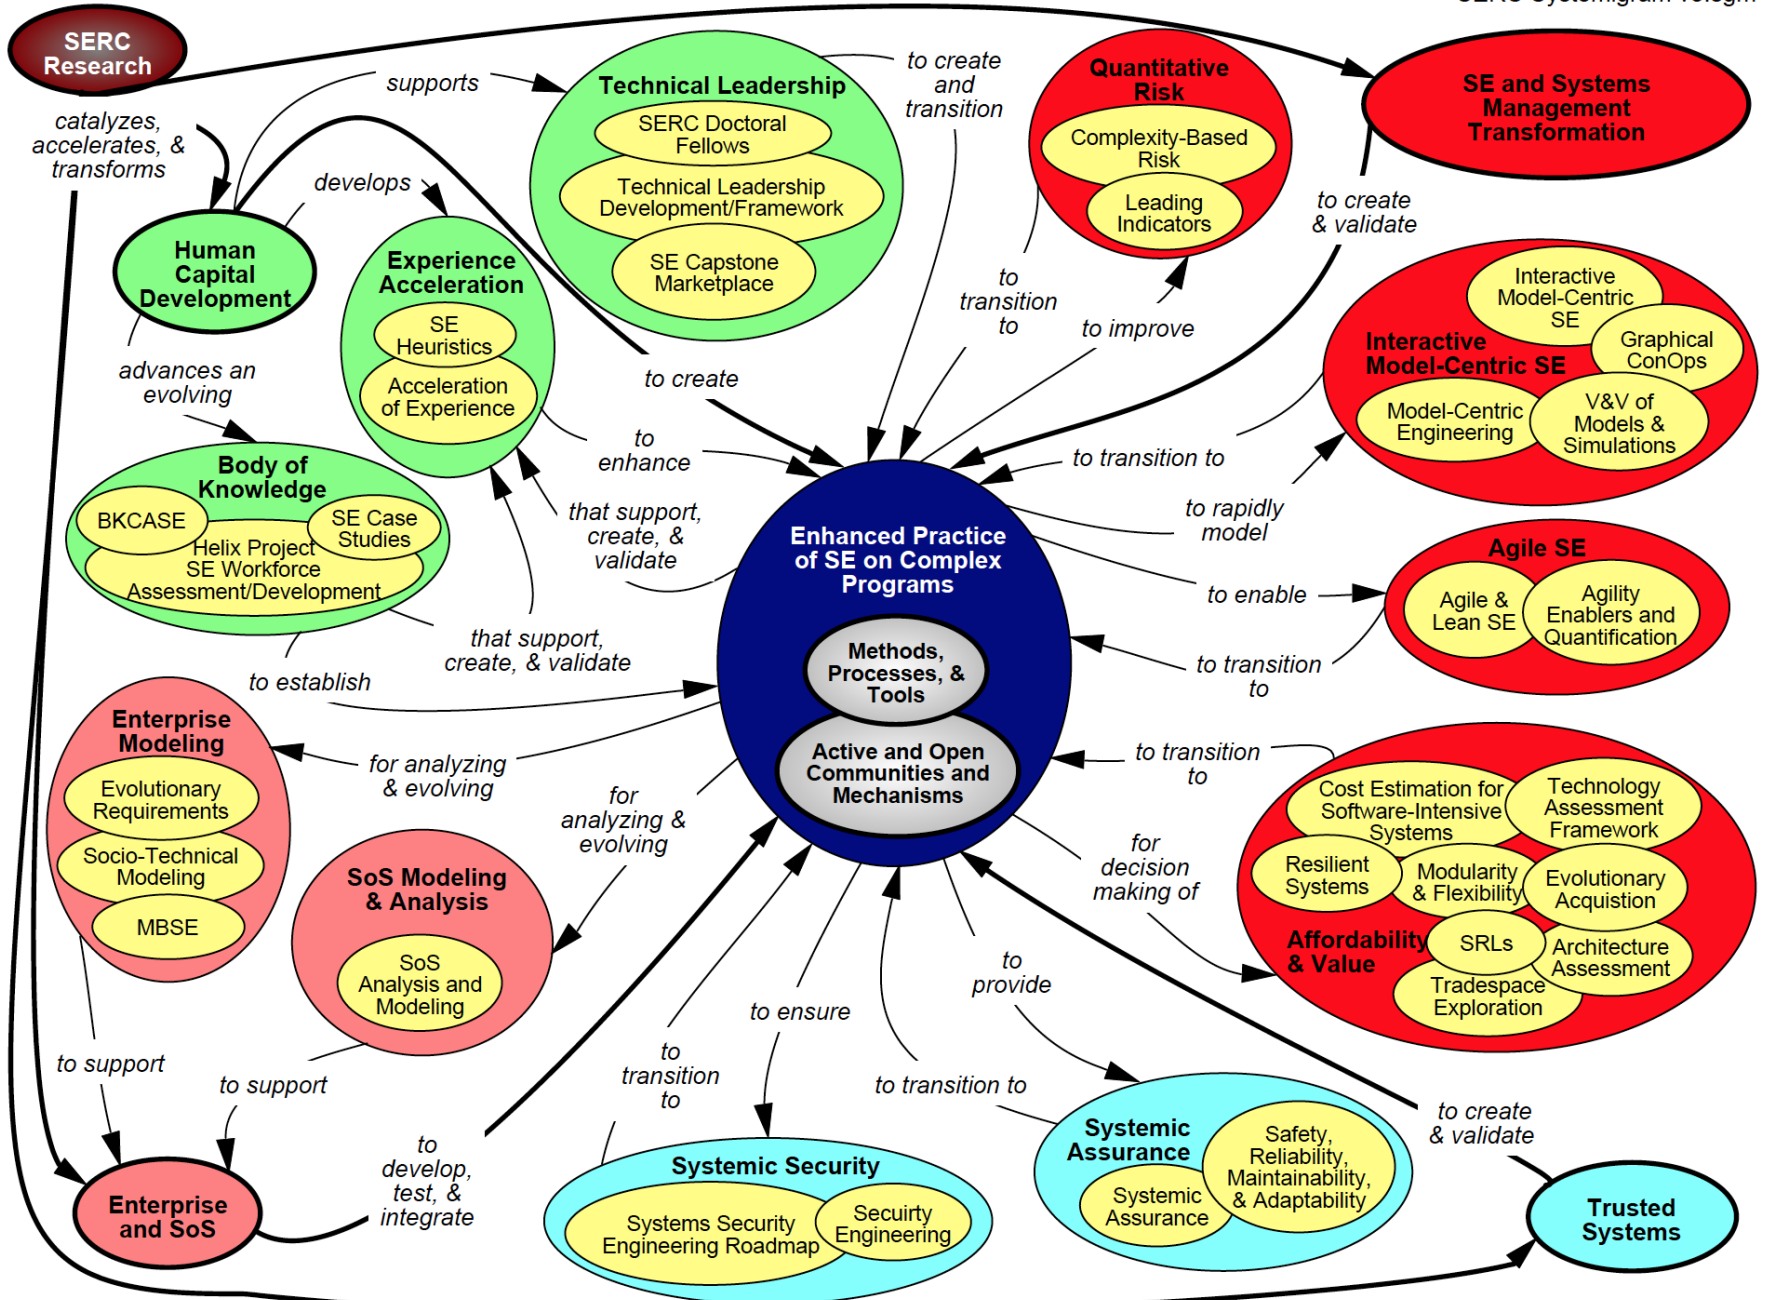 SERC
Research
catalyzes,
accelerates, &
transforms
supports
develops
Human
Capital
Development
advances an
evolving
Technical Leadership
SERC Doctoral
Fellows
Technical Leadership
Development/Framework
SE Capstone
Marketplace
to create
and
transition
Quantitative
Risk
Complexity-Based
Risk
Leading
Indicators
SE and Systems
Management
Transformation
to create
& validate
Experience
Acceleration
SE
Heuristics
Acceleration
of Experience
to create
to
enhance
that support,
create, &
validate
to
transition
to
to improve
Interactive
Model-Centric SE
Interactive
Model-Centric
SE
Graphical
ConOps
Model-Centric
Engineering
V&V of
Models &
Simulations
to transition to
to rapidly
model
Body of
Knowledge
BKCASE
SE Case
Studies
Helix Project
SE Workforce
Assessment/Development
that support,
create, & validate
to establish
Enhanced Practice
of SE on Complex
Programs
Methods,
Processes, &
Tools
Active and Open
Communities and
Mechanisms
Agile SE
Agile &
Lean SE
Agility
Enablers and
Quantification
to enable
to transition
to
Enterprise
Modeling
Evolutionary
Requirements
Socio-Technical
Modeling
MBSE
for analyzing
& evolving
for
analyzing &
evolving
SoS Modeling
& Analysis
SoS
Analysis and
Modeling
to transition
to
for
decision
making of
Cost Estimation for
Software-Intensive
Systems
Technology
Assessment
Framework
Resilient
Systems
Modularity
& Flexibility
Evolutionary
Acquistion
Affordability
& Value
SRLs
Architecture
Assessment
Tradespace
Exploration
to support
to support
Enterprise
and SoS
to
develop,
test, &
integrate
to
transition
to
to ensure
to
provide
to transition to
Systemic Security
Systems Security
Engineering Roadmap
Secuirty
Engineering
Systemic
Assurance
Systemic
Assurance
Safety,
Reliability,
Maintainability,
& Adaptability
to create
& validate
Trusted
Systems